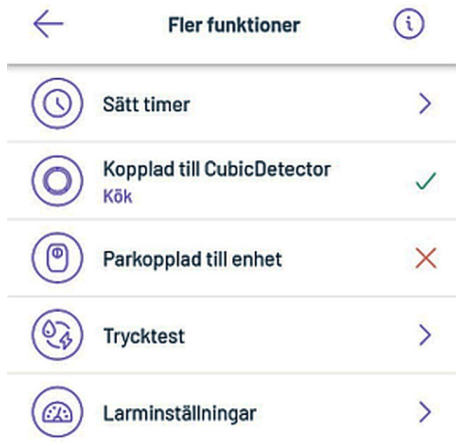 Fler funktioner
Sätt timer
Kopplad till CubicDetector
Kök
Parkopplad till enhet
Trycktest
Larminställningar